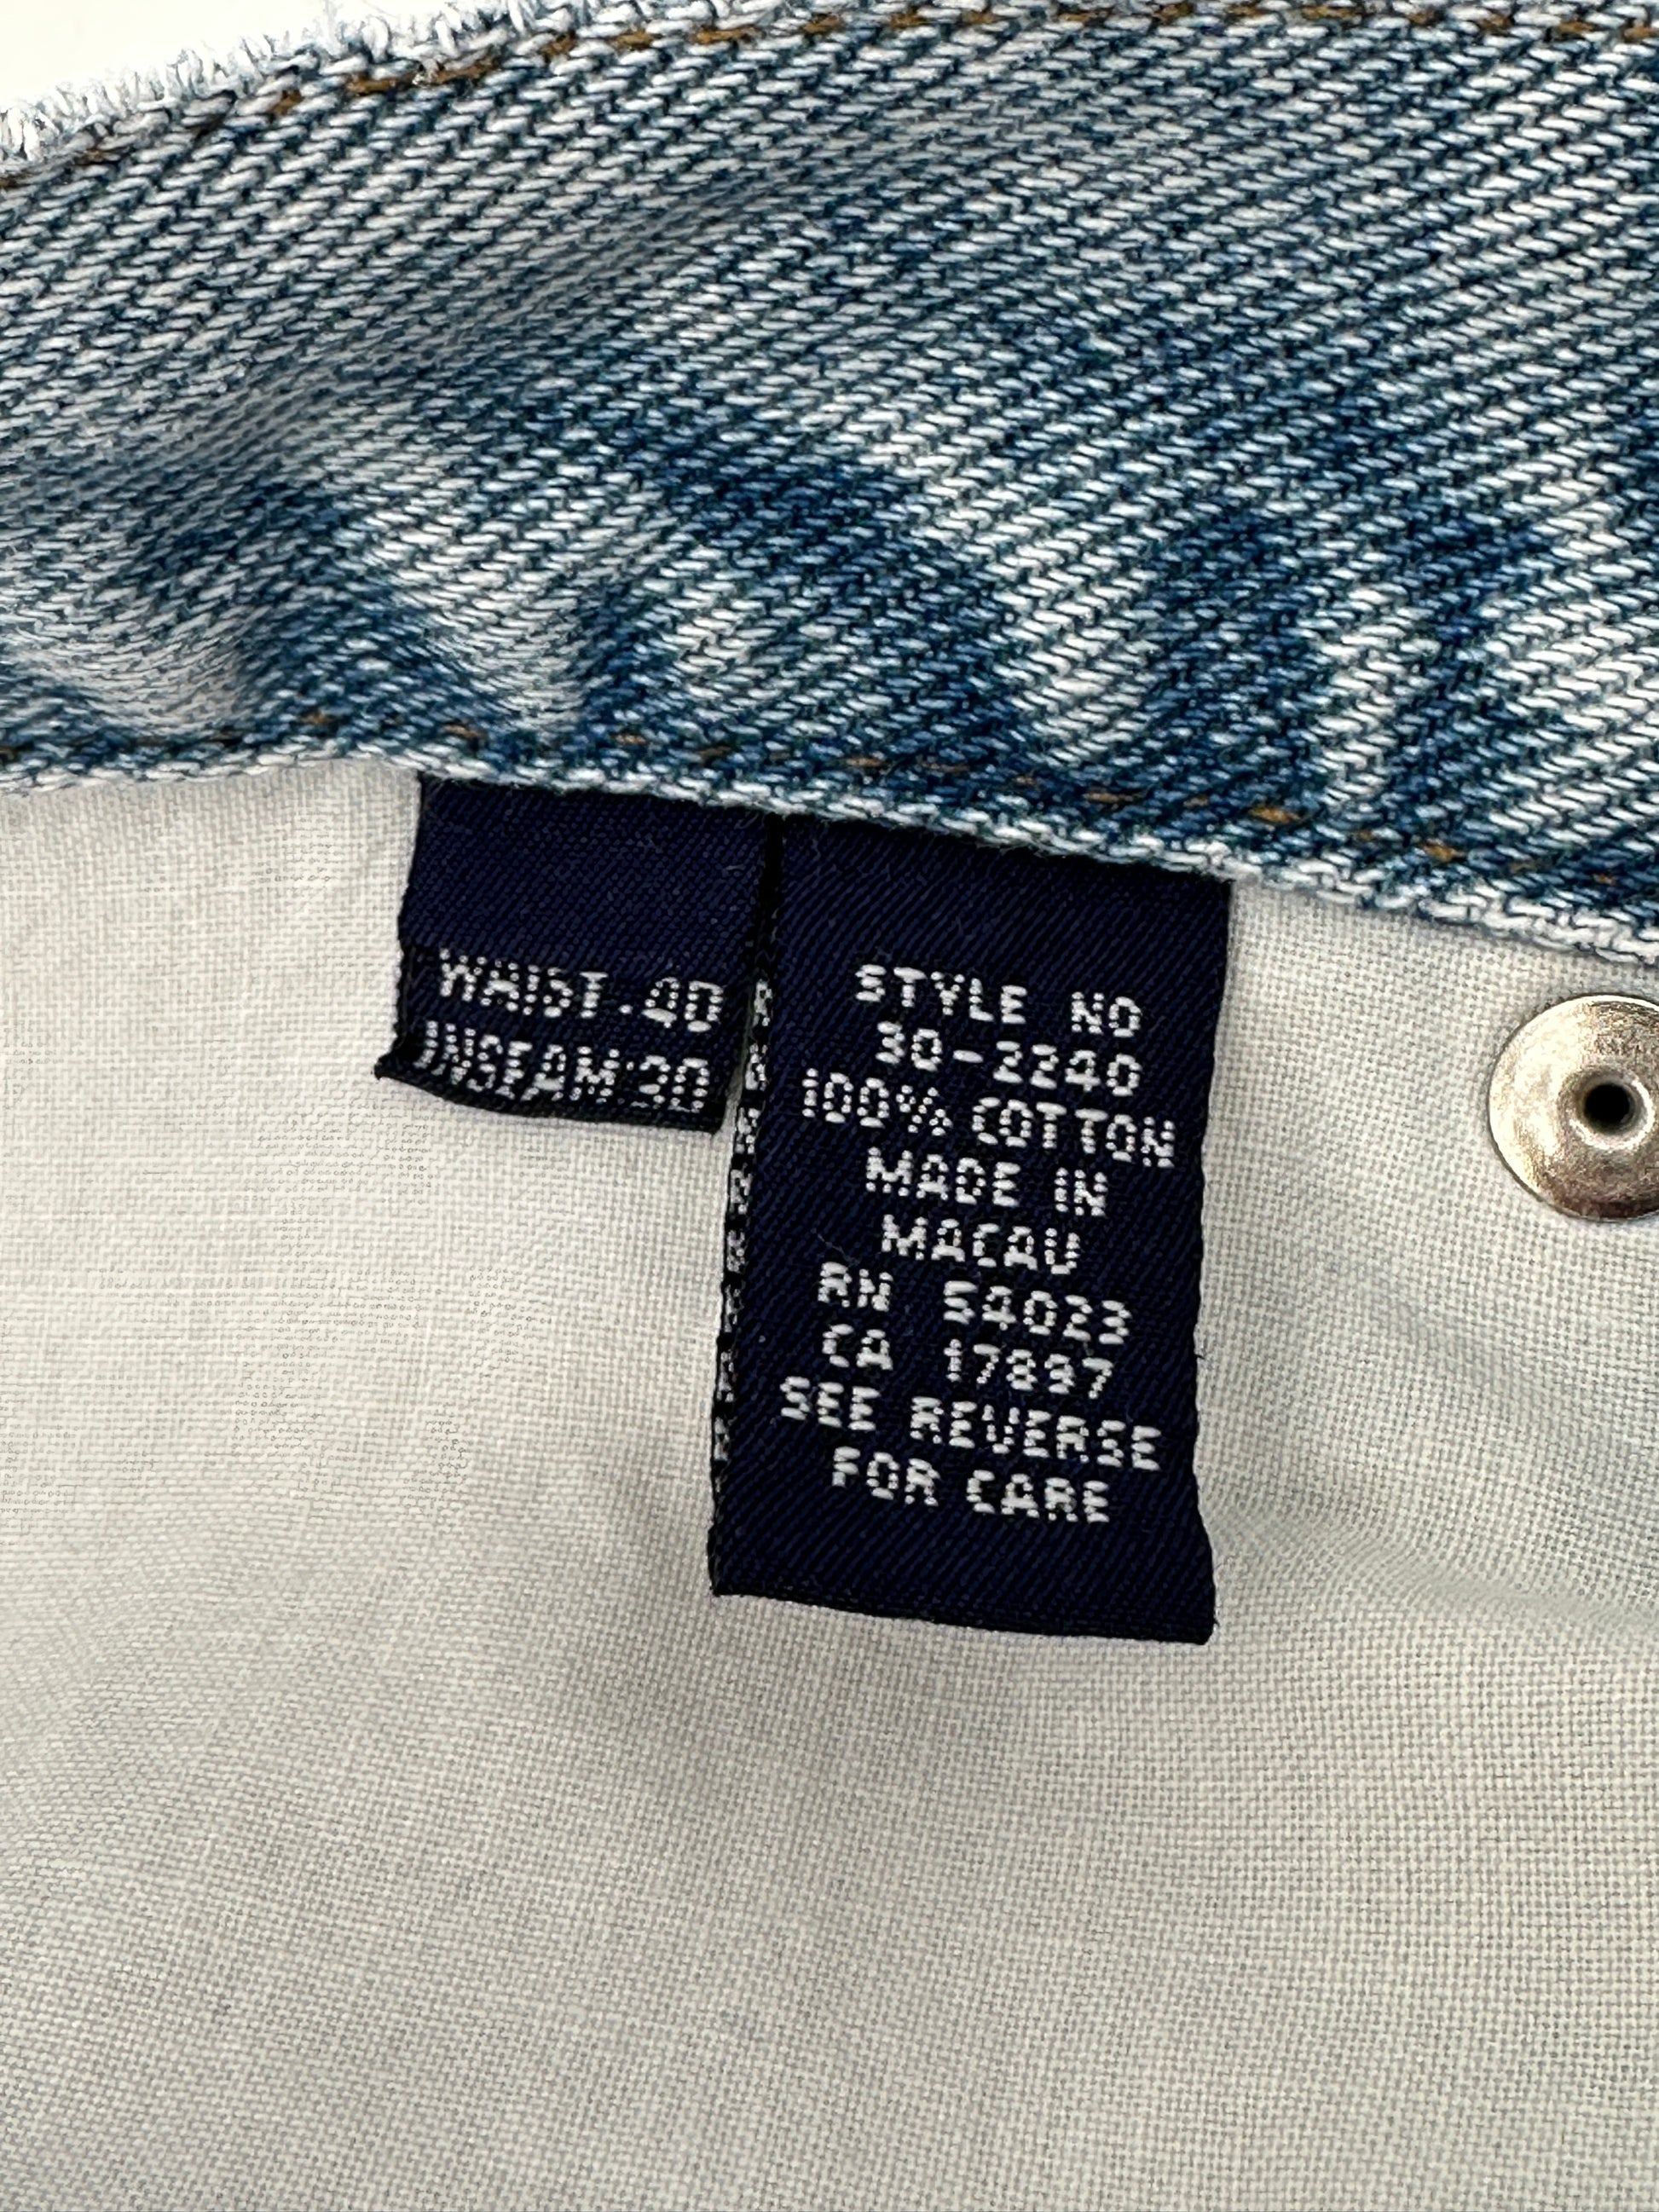 WAIST-40
INSEAM:30
STYLE NO
30-2240
100% COTTON
MADE IN
MACAU
RN 54023
CA 17897
SEE REVERSE
FOR CARE